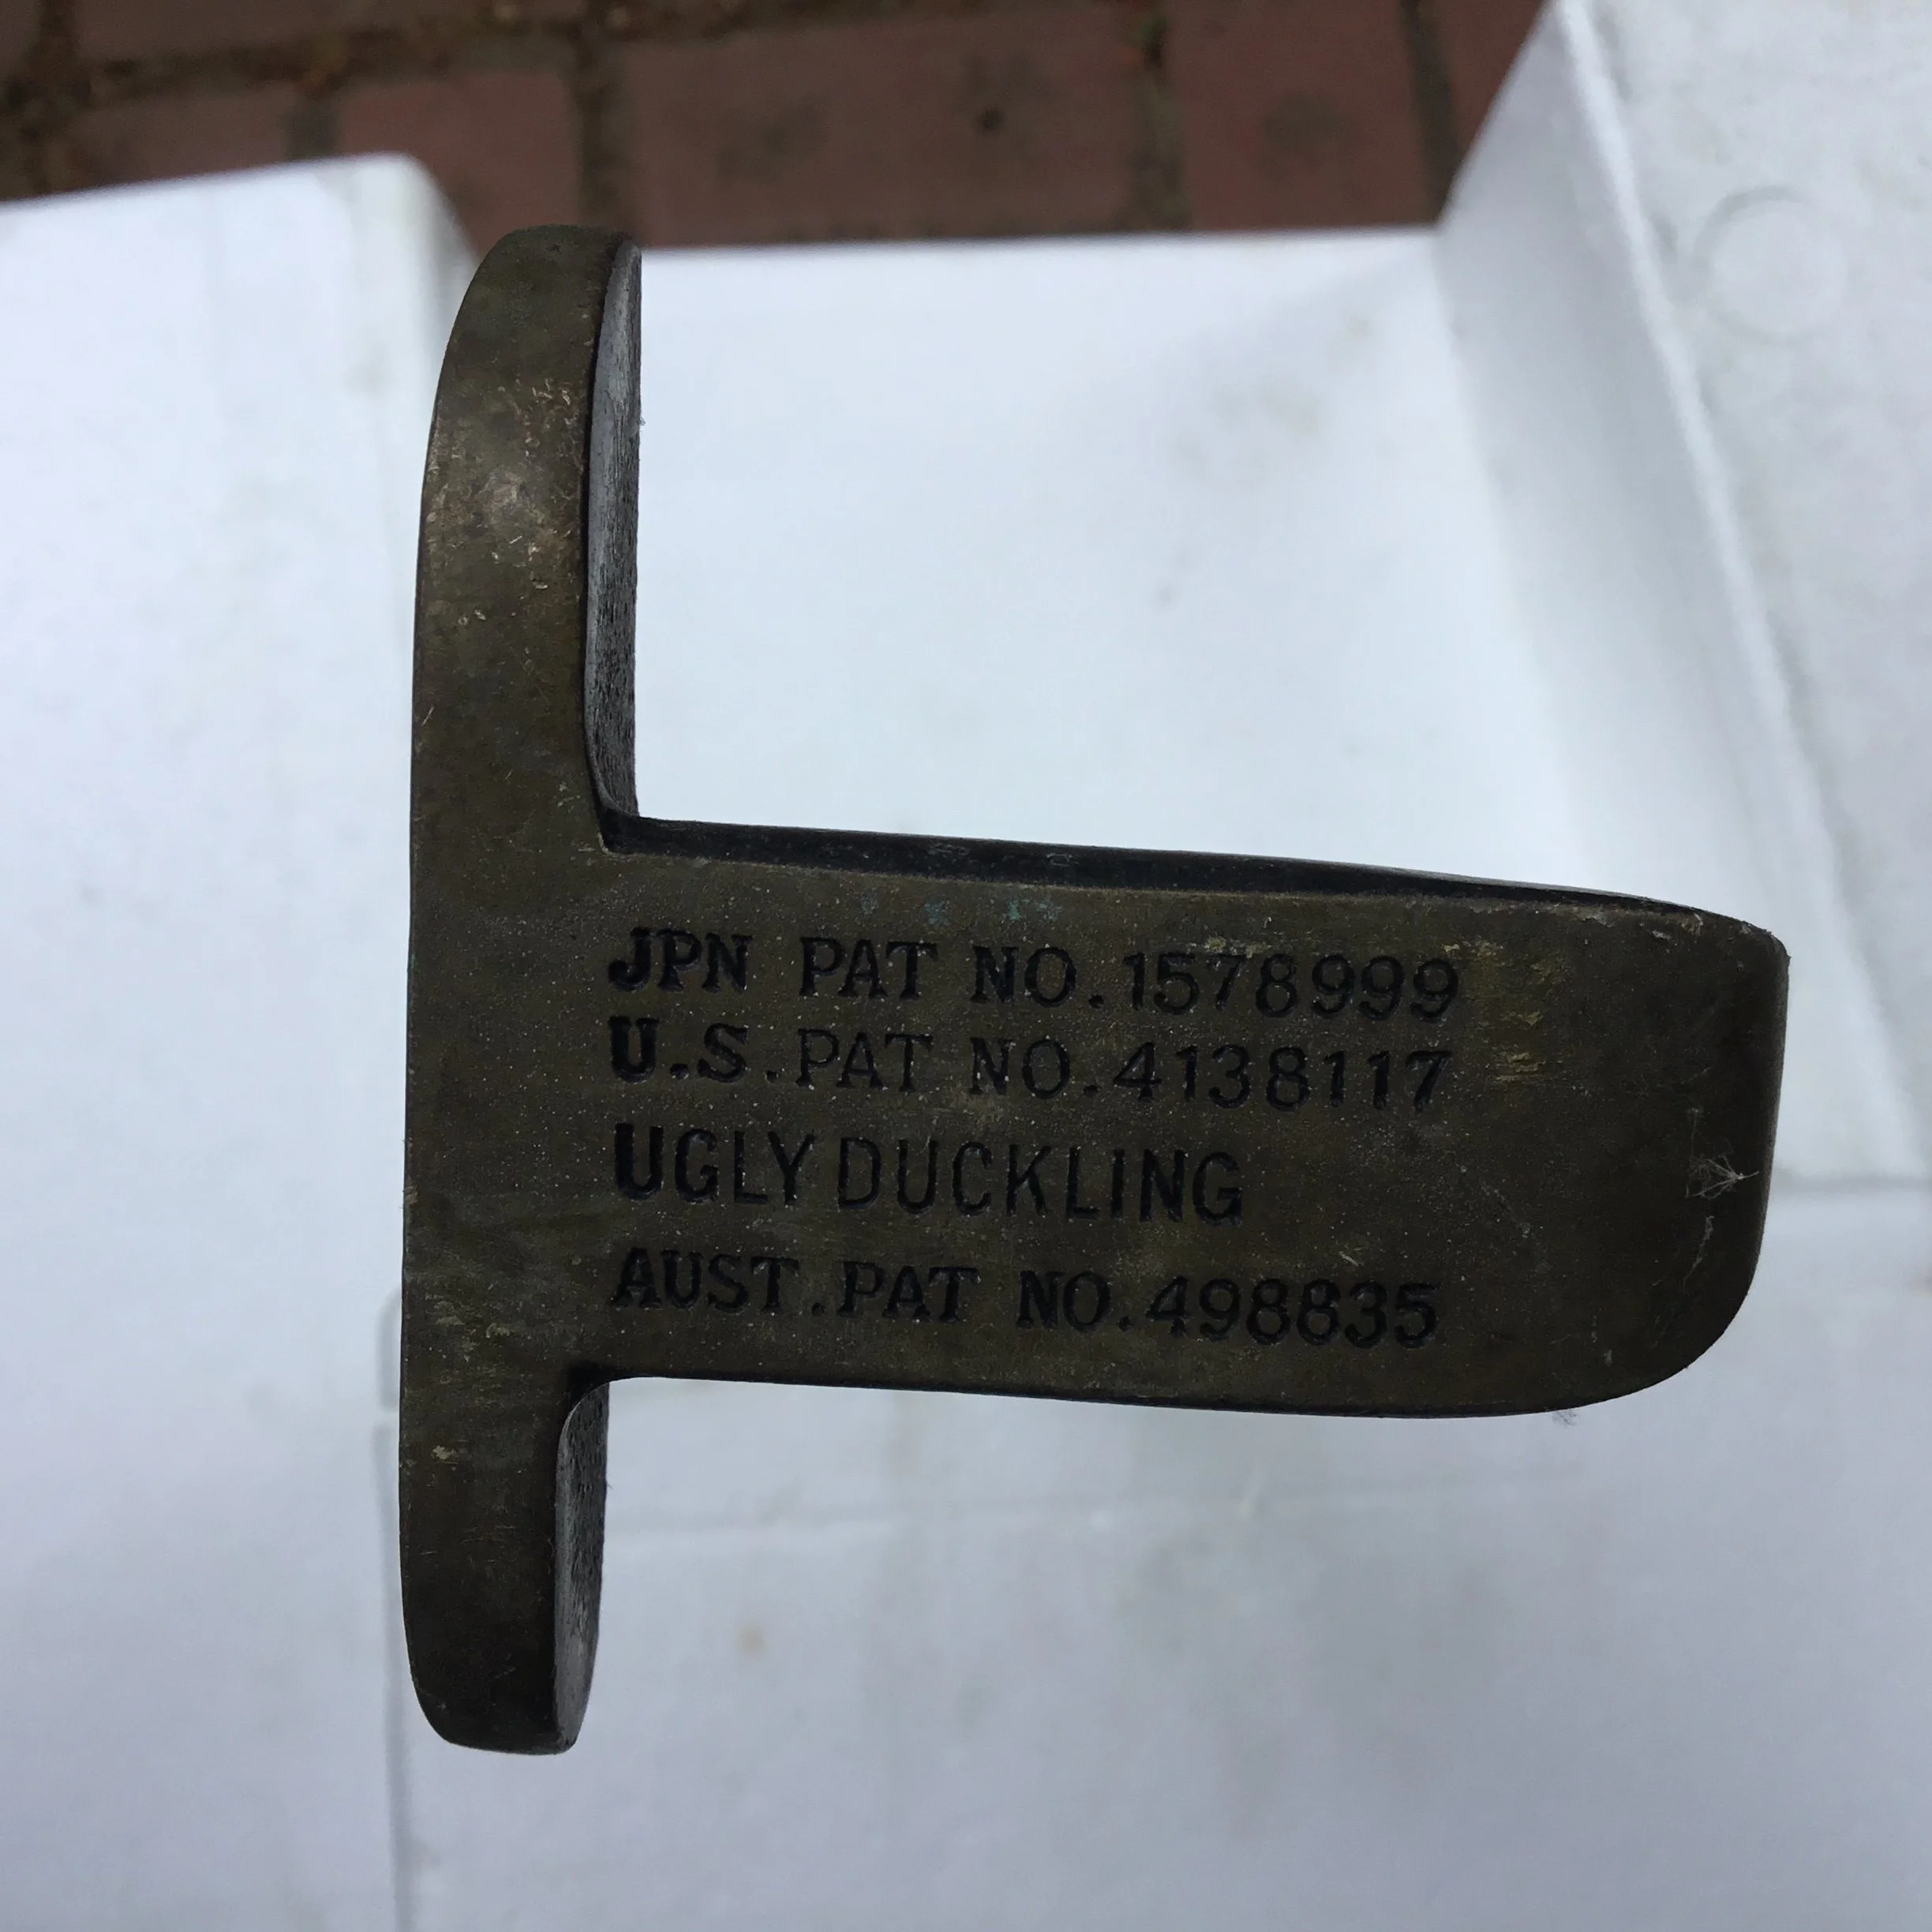 JPN PAT NO.1578999
U.S.PAT NO.4138117
UGLY DUCKLING
AUST.PAT NO.498835